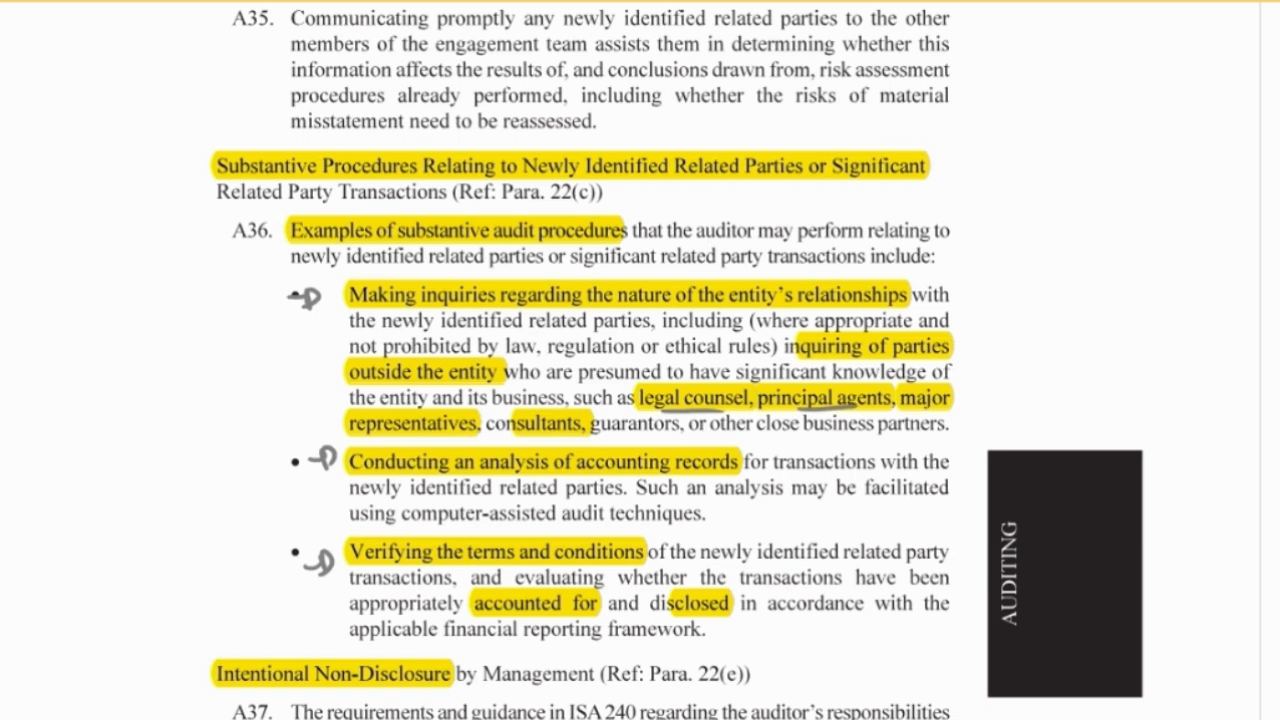 A35. Communicating promptly any newly identified related parties to the other
members of the engagement team assists them in determining whether this
information affects the results of, and conclusions drawn from, risk assessment
procedures already performed, including whether the risks of material
misstatement need to be reassessed.
Substantive Procedures Relating to Newly Identified Related Parties or Significant
Related Party Transactions (Ref: Para. 22(c))
A36. Examples of substantive audit procedures that the auditor may perform relating to
newly identified related parties or significant related party transactions include:
• Making inquiries regarding the nature of the entity's relationships with
the newly identified related parties, including (where appropriate and
not prohibited by law, regulation or ethical rules) inquiring of parties
outside the entity who are presumed to have significant knowledge of
the entity and its business, such as legal counsel, principal agents, major
representatives, consultants, guarantors, or other close business partners.
• Conducting an analysis of accounting records for transactions with the
newly identified related parties. Such an analysis may be facilitated
using computer-assisted audit techniques.
• Verifying the terms and conditions of the newly identified related party
transactions, and evaluating whether the transactions have been
appropriately accounted for and disclosed in accordance with the
applicable financial reporting framework.
Intentional Non-Disclosure by Management (Ref: Para. 22(e))
A37. The requirements and guidance in ISA 240 regarding the auditor's responsibilities
AUDITING